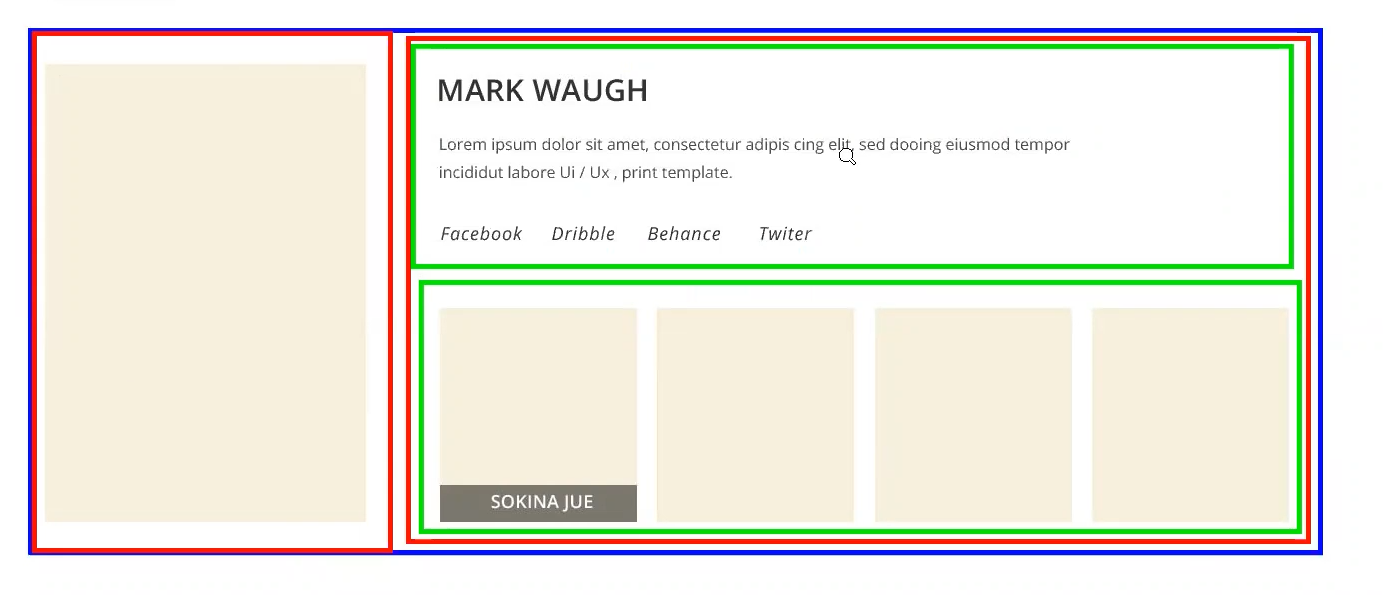 MARK WAUGH
Lorem ipsum dolor sit amet, consectetur adipis cing elit, sed dooing eiusmod tempor
incididut labore Ui / Ux , print template.
Facebook Dribble Behance Twiter
SOKINA JUE